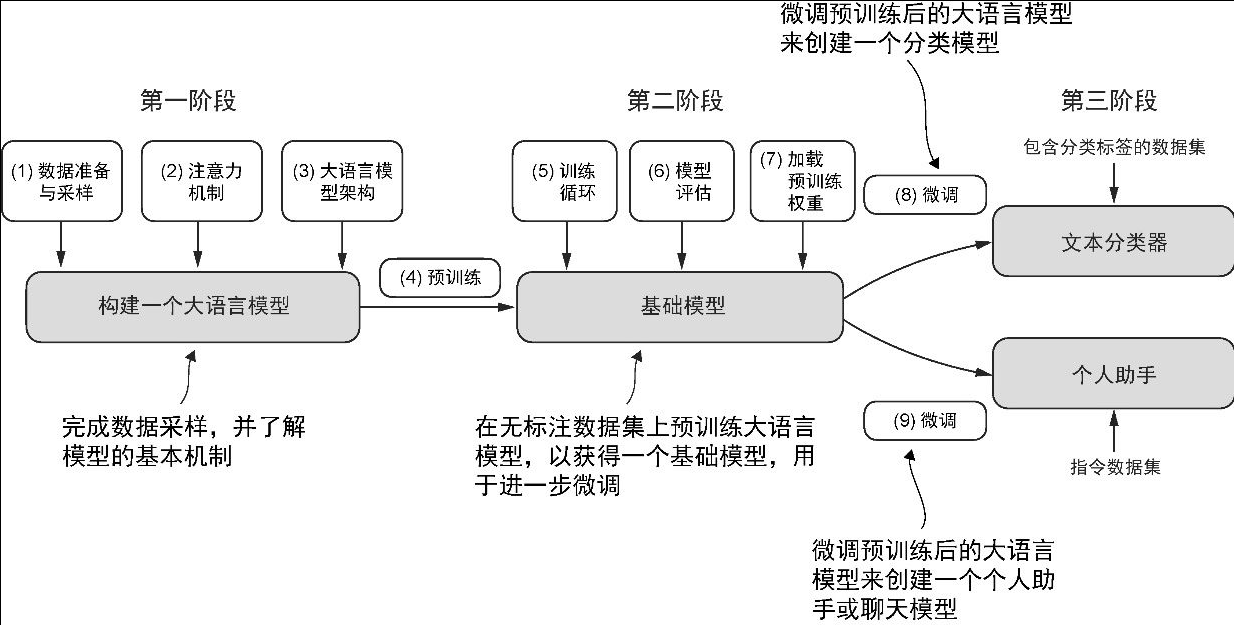 微调预训练后的大语言模型
来创建一个分类模型
第一阶段
第二阶段
第三阶段
(1) 数据准备
与采样
(2) 注意力
机制
(3) 大语言模
型架构
(5) 训练
循环
(6) 模型
评估
(7) 加载
预训练
权重
(8) 微调
包含分类标签的数据集
文本分类器
(4) 预训练
构建一个大语言模型
基础模型
个人助手
(9) 微调
指令数据集
完成数据采样，并了解
模型的基本机制
在无标注数据集上预训练大语言
模型，以获得一个基础模型，用
于进一步微调
微调预训练后的大语言
模型来创建一个个人助
手或聊天模型